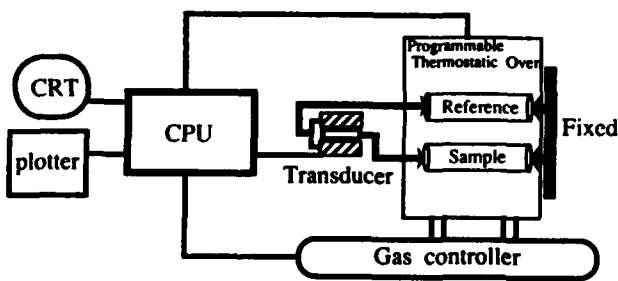 Programmable
Thermostatic Over
CRT
Reference
CPU
Fixed
plotter
Sample
Transducer
Gas controller